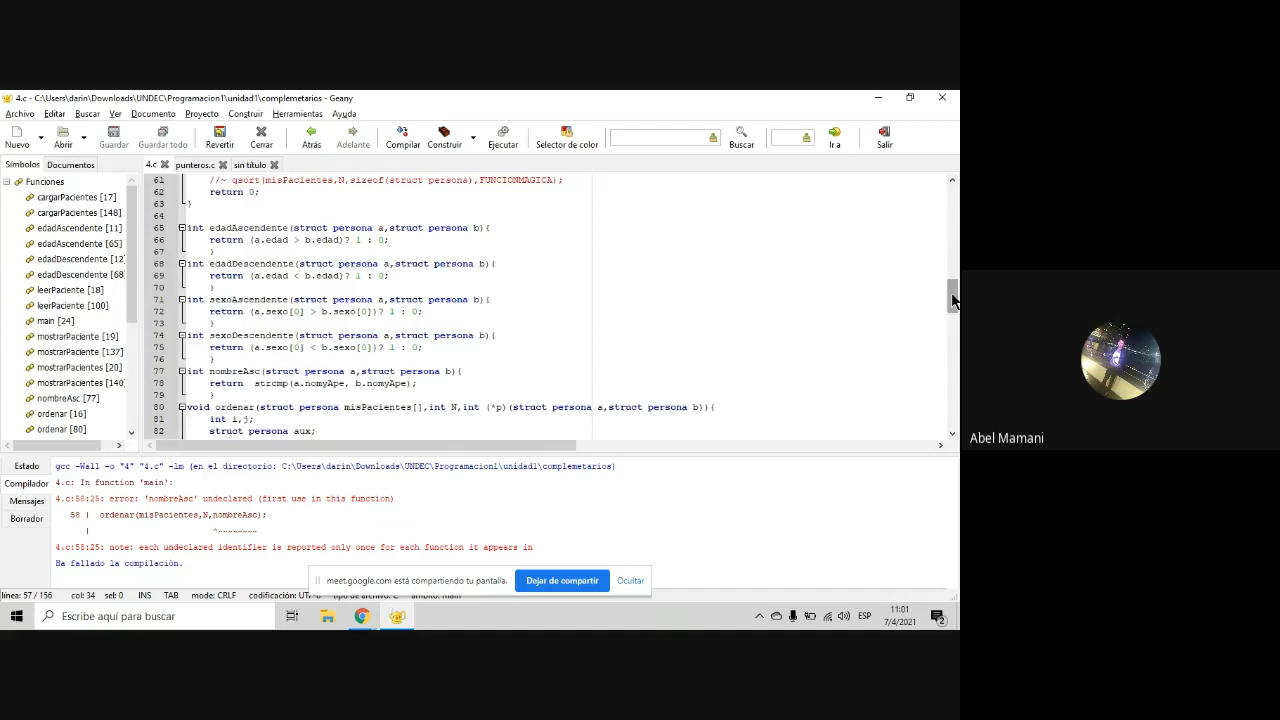 4.c - C:\Users\darin\Downloads\UNDEC\Programacion1\unidad1\complemetarios - Geany
Archivo Editar Buscar Ver Documento Proyecto Construir Herramientas Ayuda
Nuevo Abrir Guardar Guardar todo Revertir Cerrar Atrás Adelante Compilar Construir Ejecutar Selector de color Buscar Ir a Salir
Símbolos Documentos
4.c punteros.c sin título
Funciones
cargarPacientes [17]
cargarPacientes [148]
edadAscendente [11]
edadAscendente [65]
edadDescendente [12]
edadDescendente [68]
leerPaciente [18]
leerPaciente [100]
main [24]
mostrarPaciente [19]
mostrarPaciente [137]
mostrarPacientes [20]
mostrarPacientes [140]
nombreAsc [77]
ordenar [16]
ordenar [80]
61 //~ qsort(misPacientes,N,sizeof(struct persona),FUNCIONMAGICA);
62 return 0;
63 }
64
65 int edadAscendente(struct persona a,struct persona b){
66 return (a.edad > b.edad)? 1 : 0;
67 }
68 int edadDescendente(struct persona a,struct persona b){
69 return (a.edad < b.edad)? 1 : 0;
70 }
71 int sexoAscendente(struct persona a,struct persona b){
72 return (a.sexo[0] > b.sexo[0])? 1 : 0;
73 }
74 int sexoDescendente(struct persona a,struct persona b){
75 return (a.sexo[0] < b.sexo[0])? 1 : 0;
76 }
77 int nombreAsc(struct persona a,struct persona b){
78 return strcmp(a.nomyApe, b.nomyApe);
79 }
80 void ordenar(struct persona misPacientes[],int N,int (*p)(struct persona a,struct persona b)){
81 int i,j;
82 struct persona aux;
Estado
Compilador
Mensajes
Borrador
gcc -Wall -o "4" "4.c" -lm (en el directorio: C:\Users\darin\Downloads\UNDEC\Programacion1\unidad1\complemetarios)
4.c: In function 'main':
4.c:58:25: error: 'nombreAsc' undeclared (first use in this function)
58 | ordenar(misPacientes,N,nombreAsc);
| ^~~~~~~~~
4.c:58:25: note: each undeclared identifier is reported only once for each function it appears in
Ha fallado la compilación.
meet.google.com está compartiendo tu pantalla. Dejar de compartir Ocultar
línea: 57 / 156 col: 34 sel: 0 INS TAB modo: CRLF codificación:
Escribe aquí para buscar
ESP
11:01
7/4/2021
2
Abel Mamani